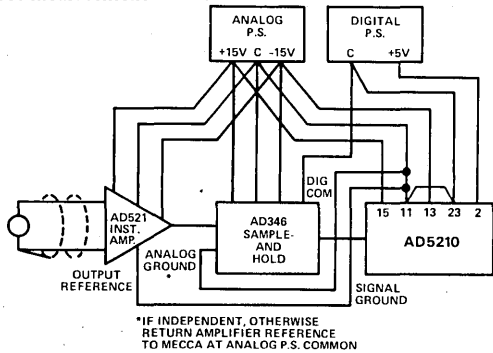 ANALOG
P.S.
+15V C -15V
DIGITAL
P.S.
C +5V
DIG
COM
15 11 13 23 2
AD5210
AD521
INST.
AMP.
AD346
SAMPLE-
AND
HOLD
ANALOG
GROUND
OUTPUT
REFERENCE
SIGNAL
GROUND
*IF INDEPENDENT, OTHERWISE
RETURN AMPLIFIER REFERENCE
TO MECCA AT ANALOG P.S. COMMON